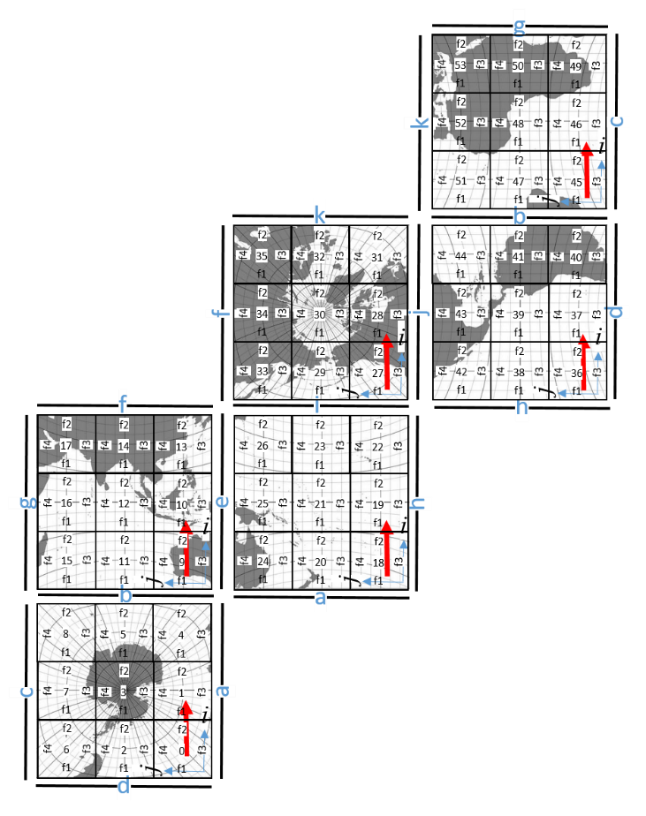 g
f2 f2 f2
f4 53 f3 f4 50 f3 f4 49 f3
f1 f1 f1
f2 f2 f2
k f4 52 f3 f4 48 f3 f4 46 f3 c
f1 f1 f1 i
f2 f2 f2
f4 51 f3 f4 47 f3 f4 45 f3
f1 f1 j f1
b
k
f2 f2 f2
f4 35 f3 f4 32 f3 f4 31 f3
f1 f1 f1
f2 f2 f2
f f4 34 f3 f4 30 f3 f4 28 f3 j
f1 f1 f1 i
f2 f2 f2
f4 33 f3 f4 29 f3 f4 27 f3
f1 f1 j f1
i
f2 f2 f2
f4 44 f3 f4 41 f3 f4 40 f3
f1 f1 f1
f2 f2 f2
f4 43 f3 f4 39 f3 f4 37 f3 d
f1 f1 f1 i
f2 f2 f2
f4 42 f3 f4 38 f3 f4 36 f3
f1 f1 j f1
h
f
f2 f2 f2
f4 17 f3 f4 14 f3 f4 13 f3
f1 f1 f1
f2 f2 f2
g f4 16 f3 f4 12 f3 f4 10 f3 e
f1 f1 f1 i
f2 f2 f2
f4 15 f3 f4 11 f3 f4 9 f3
f1 f1 j f1
b
f2 f2 f2
f4 26 f3 f4 23 f3 f4 22 f3
f1 f1 f1
f2 f2 f2
f4 25 f3 f4 21 f3 f4 19 f3 h
f1 f1 f1 i
f2 f2 f2
f4 24 f3 f4 20 f3 f4 18 f3
f1 f1 j f1
a
f2 f2 f2
f4 8 f3 f4 5 f3 f4 4 f3
f1 f1 f1
f2 f2 f2
c f4 7 f3 f4 3 f3 f4 1 f3 a
f1 f1 f1 i
f2 f2 f2
f4 6 f3 f4 2 f3 f4 0 f3
f1 f1 j f1
d